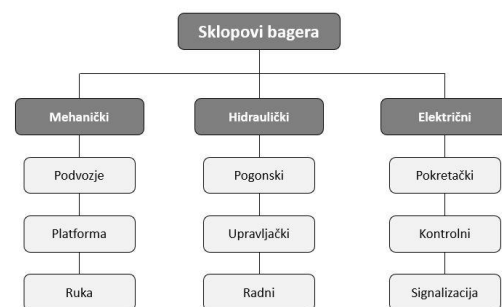 Sklopovi bagera
Mehanički
Hidraulički
Električni
Podvozje
Pogonski
Pokretački
Platforma
Upravljački
Kontrolni
Ruka
Radni
Signalizacija